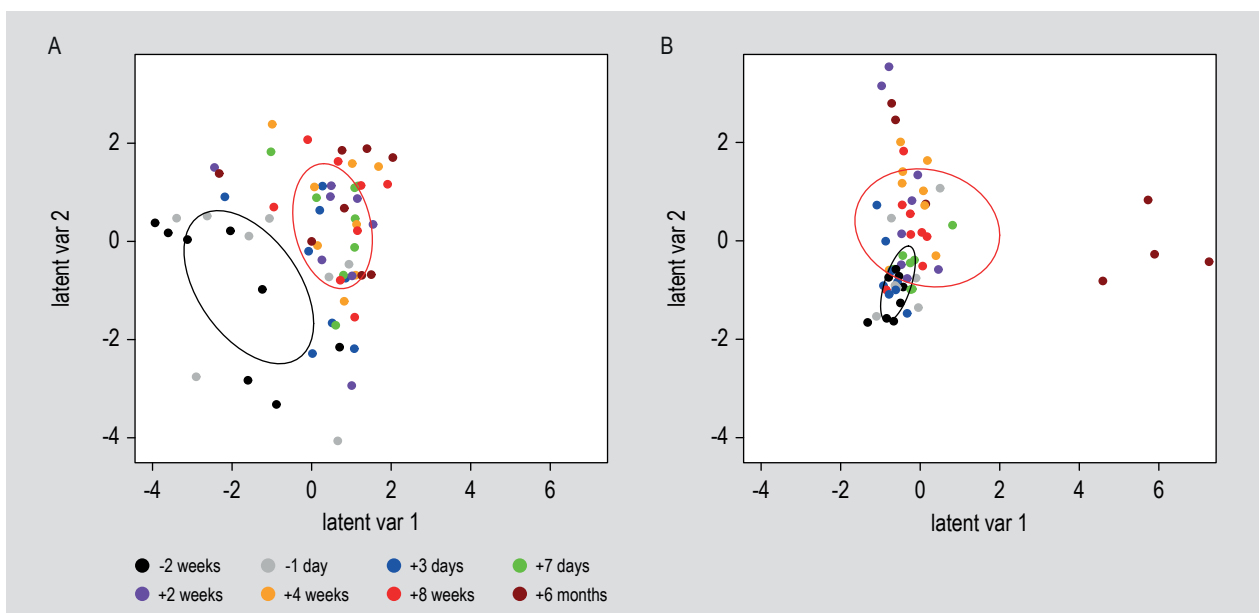 A
B
2
0
-2
-4
latent var 2
-4 -2 0 2 4 6
latent var 1
2
0
-2
-4
latent var 2
-4 -2 0 2 4 6
latent var 1
-2 weeks -1 day +3 days +7 days
+2 weeks +4 weeks +8 weeks +6 months